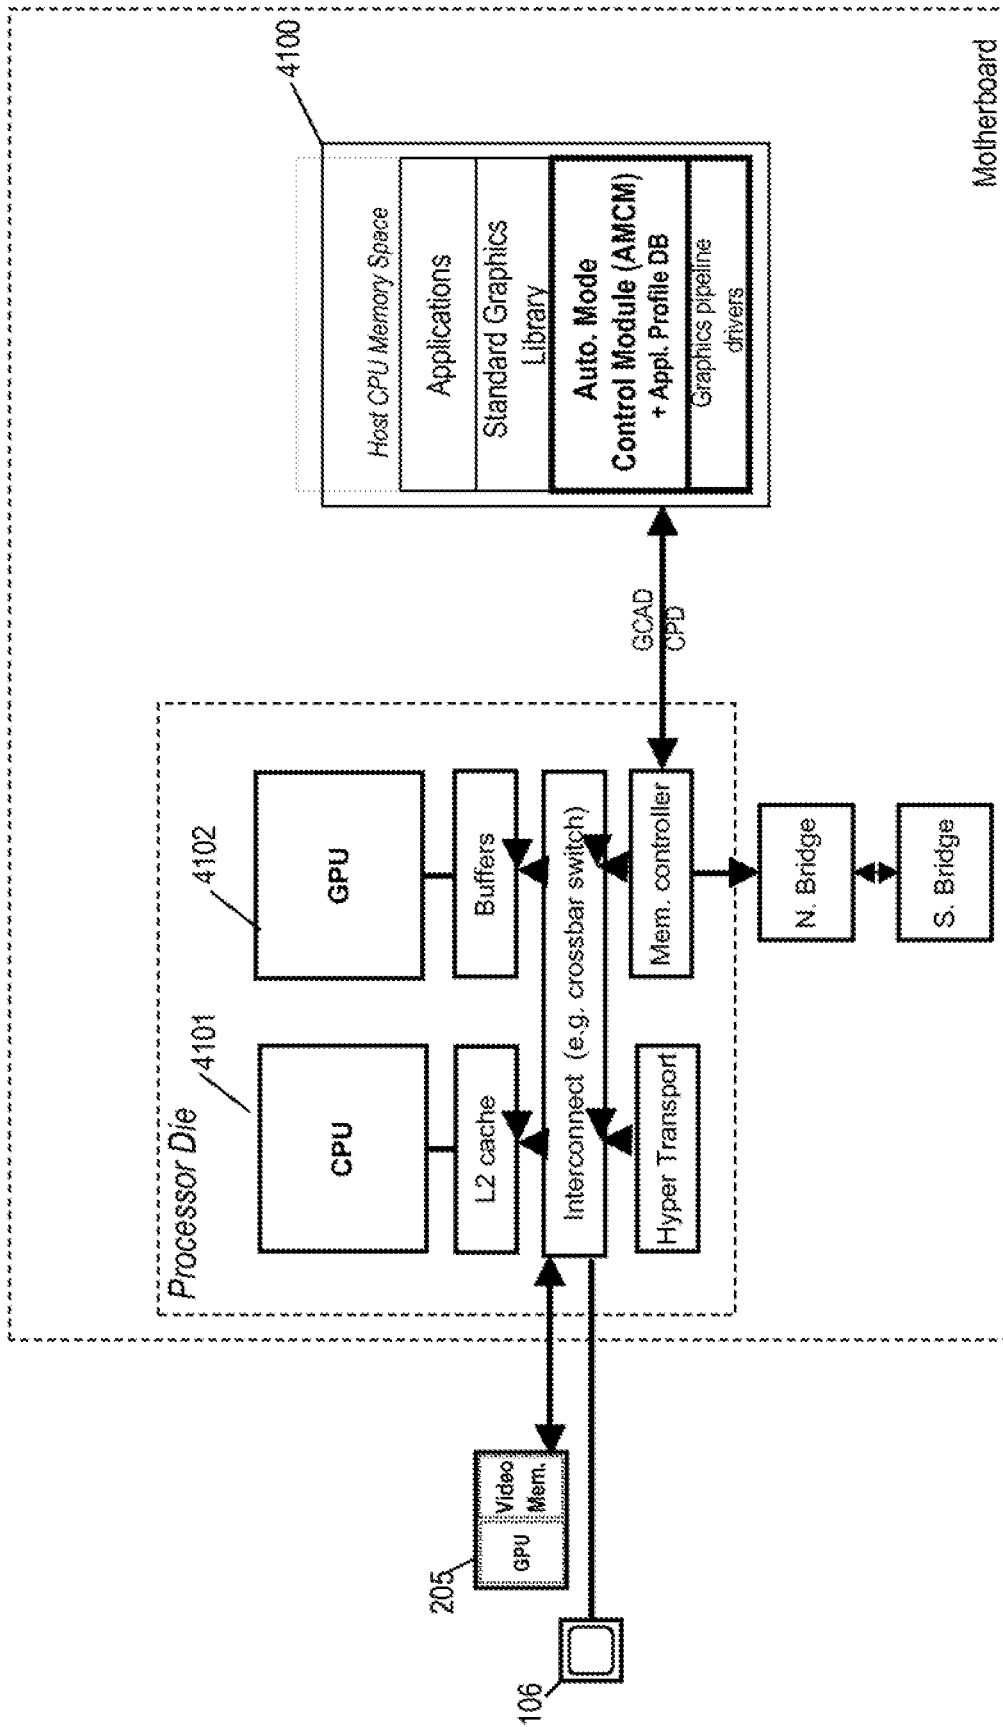 Motherboard
4100
Host CPU Memory Space
Applications
Standard Graphics
Library
Auto. Mode
Control Module (AMCM)
+ Appl. Profile DB
Graphics pipeline
drivers
GCAD
CPD
Processor Die
4101
4102
CPU
GPU
L2 cache
Buffers
Interconnect (e.g. crossbar switch)
Hyper Transport
Mem. controller
N. Bridge
S. Bridge
205
GPU
Video
Mem.
106